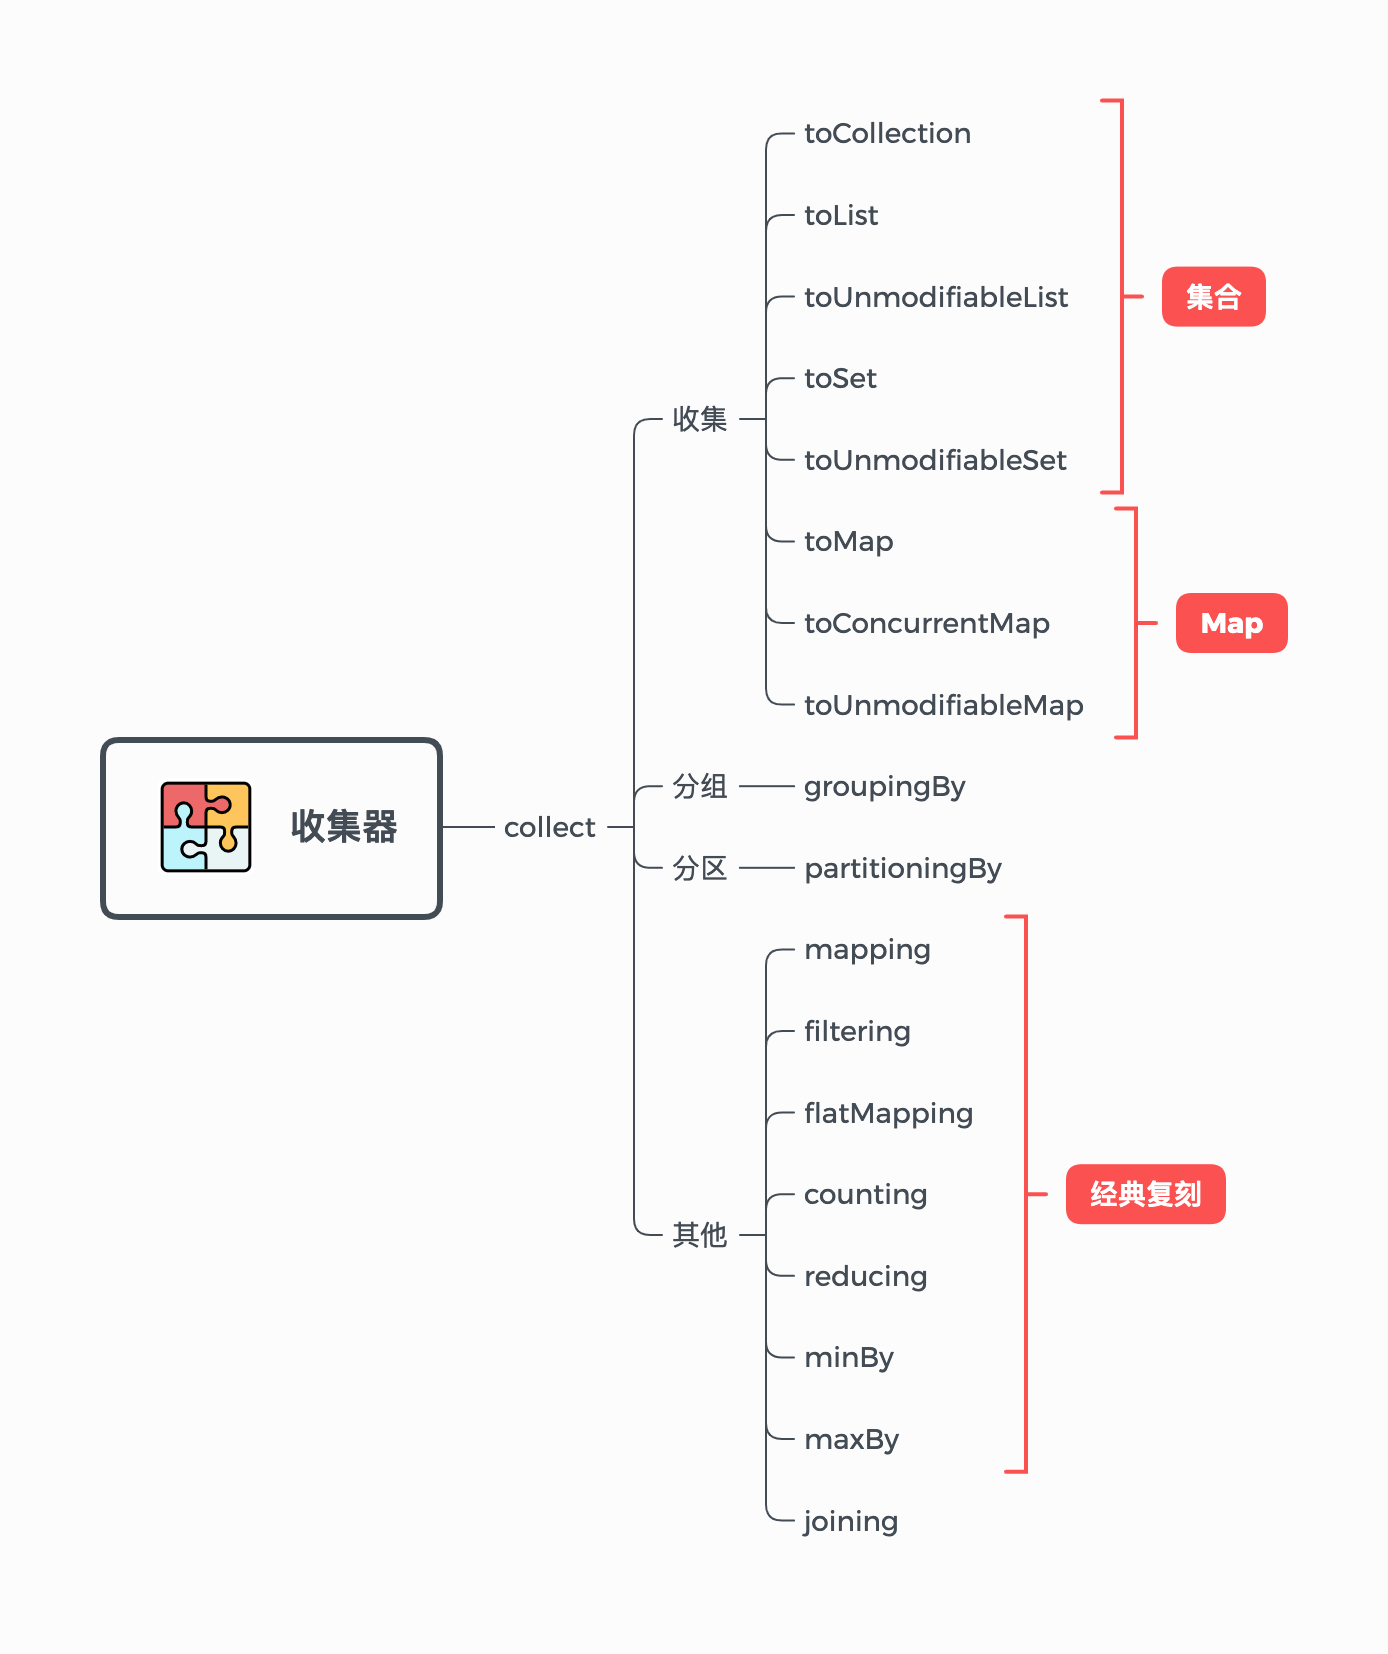 收集器
collect
收集
toCollection
toList
toUnmodifiableList
toSet
toUnmodifiableSet
集合
toMap
toConcurrentMap
toUnmodifiableMap
Map
分组
groupingBy
分区
partitioningBy
其他
mapping
filtering
flatMapping
counting
reducing
minBy
maxBy
经典复刻
joining